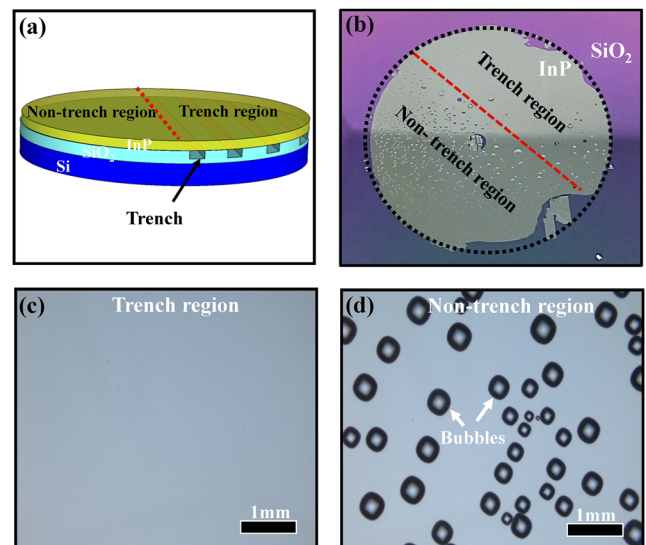 (a)
Non-trench region
Trench region
InP
SiO2
Si
Trench
(b)
SiO2
InP
Trench region
Non- trench region
(c)
Trench region
1mm
(d)
Non-trench region
Bubbles
1mm